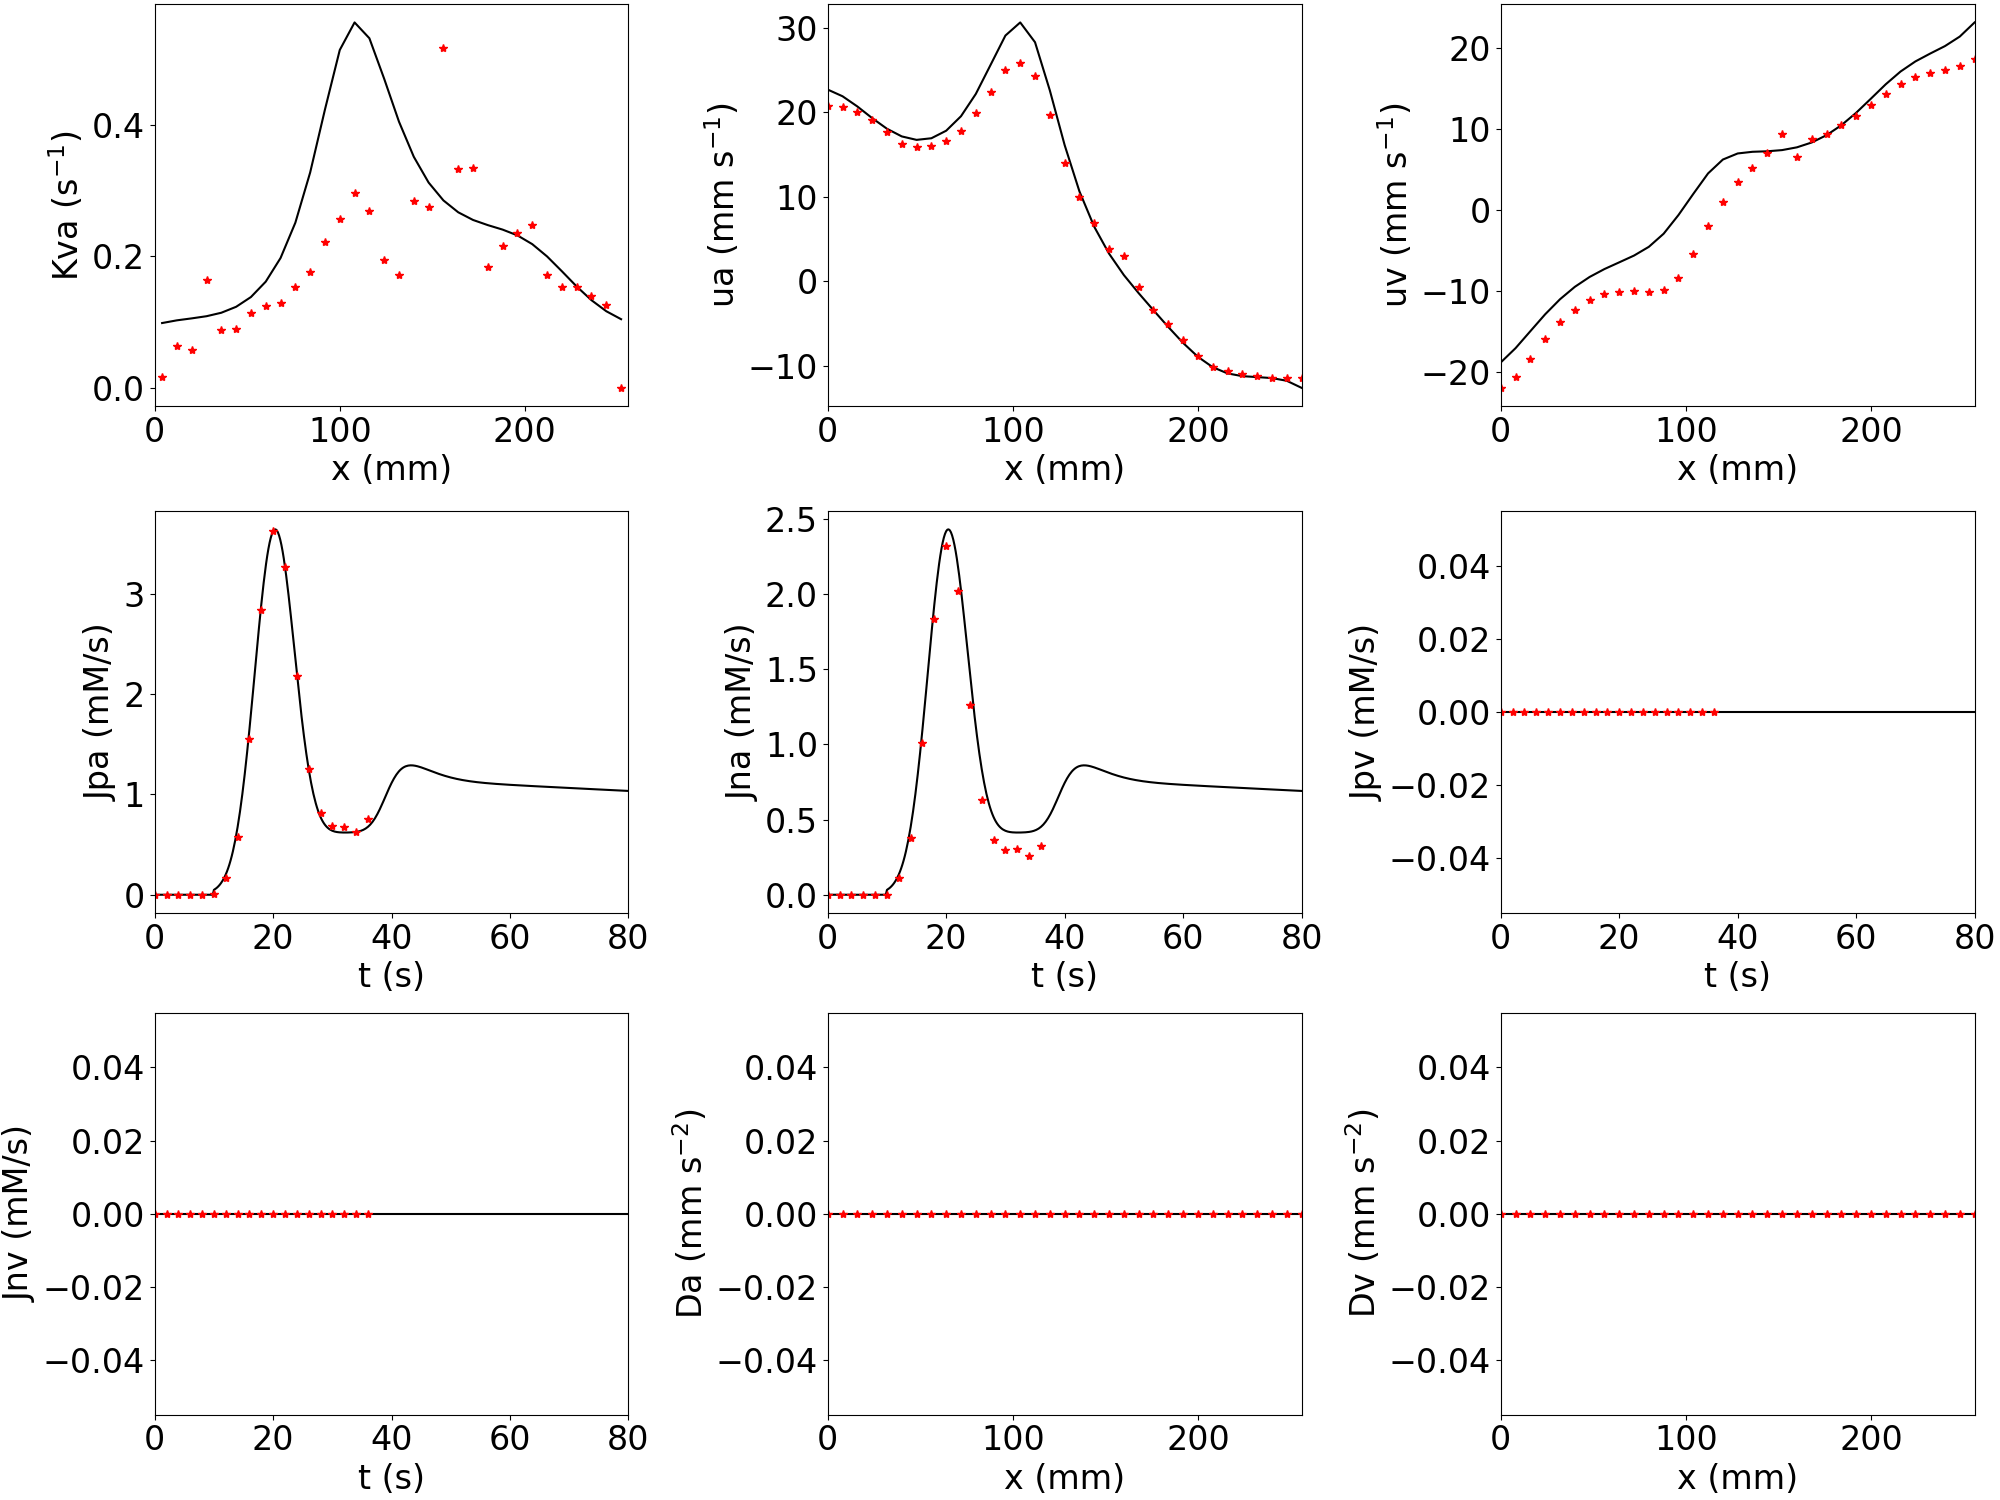 Kva (s⁻¹)
0.4
0.2
0.0
0 100 200
x (mm)
ua (mm s⁻¹)
30
20
10
0
−10
0 100 200
x (mm)
uv (mm s⁻¹)
20
10
0
−10
−20
0 100 200
x (mm)
Jpa (mM/s)
3
2
1
0
0 20 40 60 80
t (s)
Jna (mM/s)
2.5
2.0
1.5
1.0
0.5
0.0
0 20 40 60 80
t (s)
Jpv (mM/s)
0.04
0.02
0.00
−0.02
−0.04
0 20 40 60 80
t (s)
Jnv (mM/s)
0.04
0.02
0.00
−0.02
−0.04
0 20 40 60 80
t (s)
Da (mm s⁻²)
0.04
0.02
0.00
−0.02
−0.04
0 100 200
x (mm)
Dv (mm s⁻²)
0.04
0.02
0.00
−0.02
−0.04
0 100 200
x (mm)